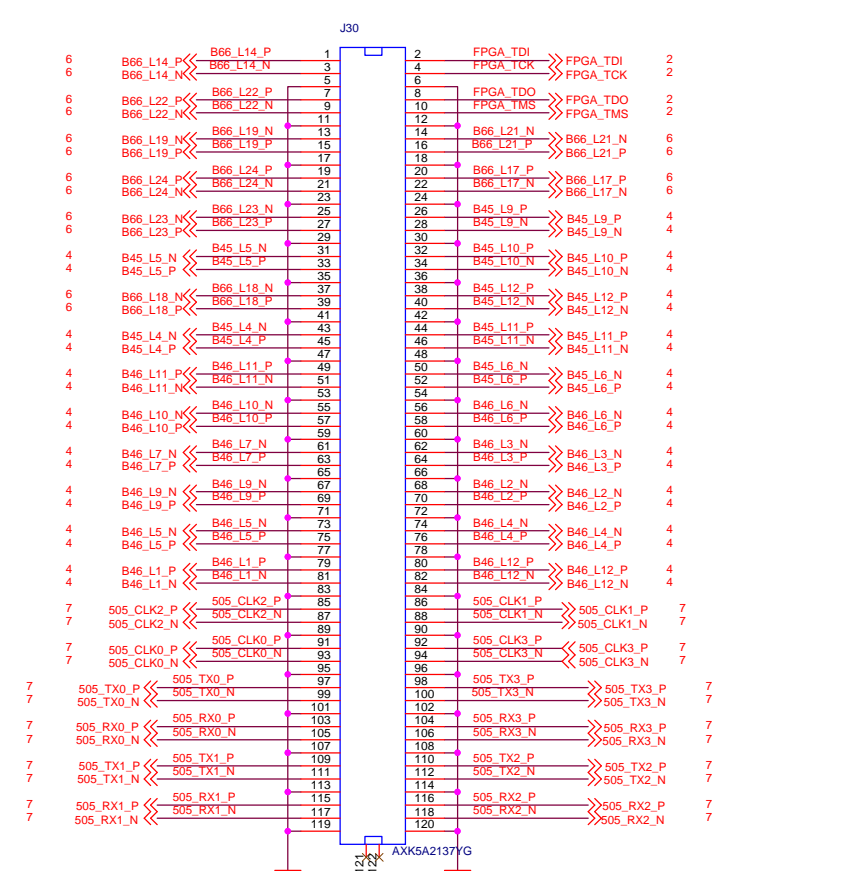 J30
6 B66_L14_P B66_L14_P 1 2 FPGA_TDI FPGA_TDI 2
6 B66_L14_N B66_L14_N 3 4 FPGA_TCK FPGA_TCK 2
5 6
6 B66_L22_P B66_L22_P 7 8 FPGA_TDO FPGA_TDO 2
6 B66_L22_N B66_L22_N 9 10 FPGA_TMS FPGA_TMS 2
11 12
6 B66_L19_N B66_L19_N 13 14 B66_L21_N B66_L21_N 6
6 B66_L19_P B66_L19_P 15 16 B66_L21_P B66_L21_P 6
17 18
6 B66_L24_P B66_L24_P 19 20 B66_L17_P B66_L17_P 6
6 B66_L24_N B66_L24_N 21 22 B66_L17_N B66_L17_N 6
23 24
6 B66_L23_N B66_L23_N 25 26 B45_L9_P B45_L9_P 4
6 B66_L23_P B66_L23_P 27 28 B45_L9_N B45_L9_N 4
29 30
4 B45_L5_N B45_L5_N 31 32 B45_L10_P B45_L10_P 4
4 B45_L5_P B45_L5_P 33 34 B45_L10_N B45_L10_N 4
35 36
6 B66_L18_N B66_L18_N 37 38 B45_L12_P B45_L12_P 4
6 B66_L18_P B66_L18_P 39 40 B45_L12_N B45_L12_N 4
41 42
4 B45_L4_N B45_L4_N 43 44 B45_L11_P B45_L11_P 4
4 B45_L4_P B45_L4_P 45 46 B45_L11_N B45_L11_N 4
47 48
4 B46_L11_P B46_L11_P 49 50 B45_L6_N B45_L6_N 4
4 B46_L11_N B46_L11_N 51 52 B45_L6_P B45_L6_P 4
53 54
4 B46_L10_N B46_L10_N 55 56 B46_L6_N B46_L6_N 4
4 B46_L10_P B46_L10_P 57 58 B46_L6_P B46_L6_P 4
59 60
4 B46_L7_N B46_L7_N 61 62 B46_L3_N B46_L3_N 4
4 B46_L7_P B46_L7_P 63 64 B46_L3_P B46_L3_P 4
65 66
4 B46_L9_N B46_L9_N 67 68 B46_L2_N B46_L2_N 4
4 B46_L9_P B46_L9_P 69 70 B46_L2_P B46_L2_P 4
71 72
4 B46_L5_N B46_L5_N 73 74 B46_L4_N B46_L4_N 4
4 B46_L5_P B46_L5_P 75 76 B46_L4_P B46_L4_P 4
77 78
4 B46_L1_P B46_L1_P 79 80 B46_L12_P B46_L12_P 4
4 B46_L1_N B46_L1_N 81 82 B46_L12_N B46_L12_N 4
83 84
7 505_CLK2_P 505_CLK2_P 85 86 505_CLK1_P 505_CLK1_P 7
7 505_CLK2_N 505_CLK2_N 87 88 505_CLK1_N 505_CLK1_N 7
89 90
7 505_CLK0_P 505_CLK0_P 91 92 505_CLK3_P 505_CLK3_P 7
7 505_CLK0_N 505_CLK0_N 93 94 505_CLK3_N 505_CLK3_N 7
95 96
7 505_TX0_P 505_TX0_P 97 98 505_TX3_P 505_TX3_P 7
7 505_TX0_N 505_TX0_N 99 100 505_TX3_N 505_TX3_N 7
101 102
7 505_RX0_P 505_RX0_P 103 104 505_RX3_P 505_RX3_P 7
7 505_RX0_N 505_RX0_N 105 106 505_RX3_N 505_RX3_N 7
107 108
7 505_TX1_P 505_TX1_P 109 110 505_TX2_P 505_TX2_P 7
7 505_TX1_N 505_TX1_N 111 112 505_TX2_N 505_TX2_N 7
113 114
7 505_RX1_P 505_RX1_P 115 116 505_RX2_P 505_RX2_P 7
7 505_RX1_N 505_RX1_N 117 118 505_RX2_N 505_RX2_N 7
119 120
AXK5A2137YG